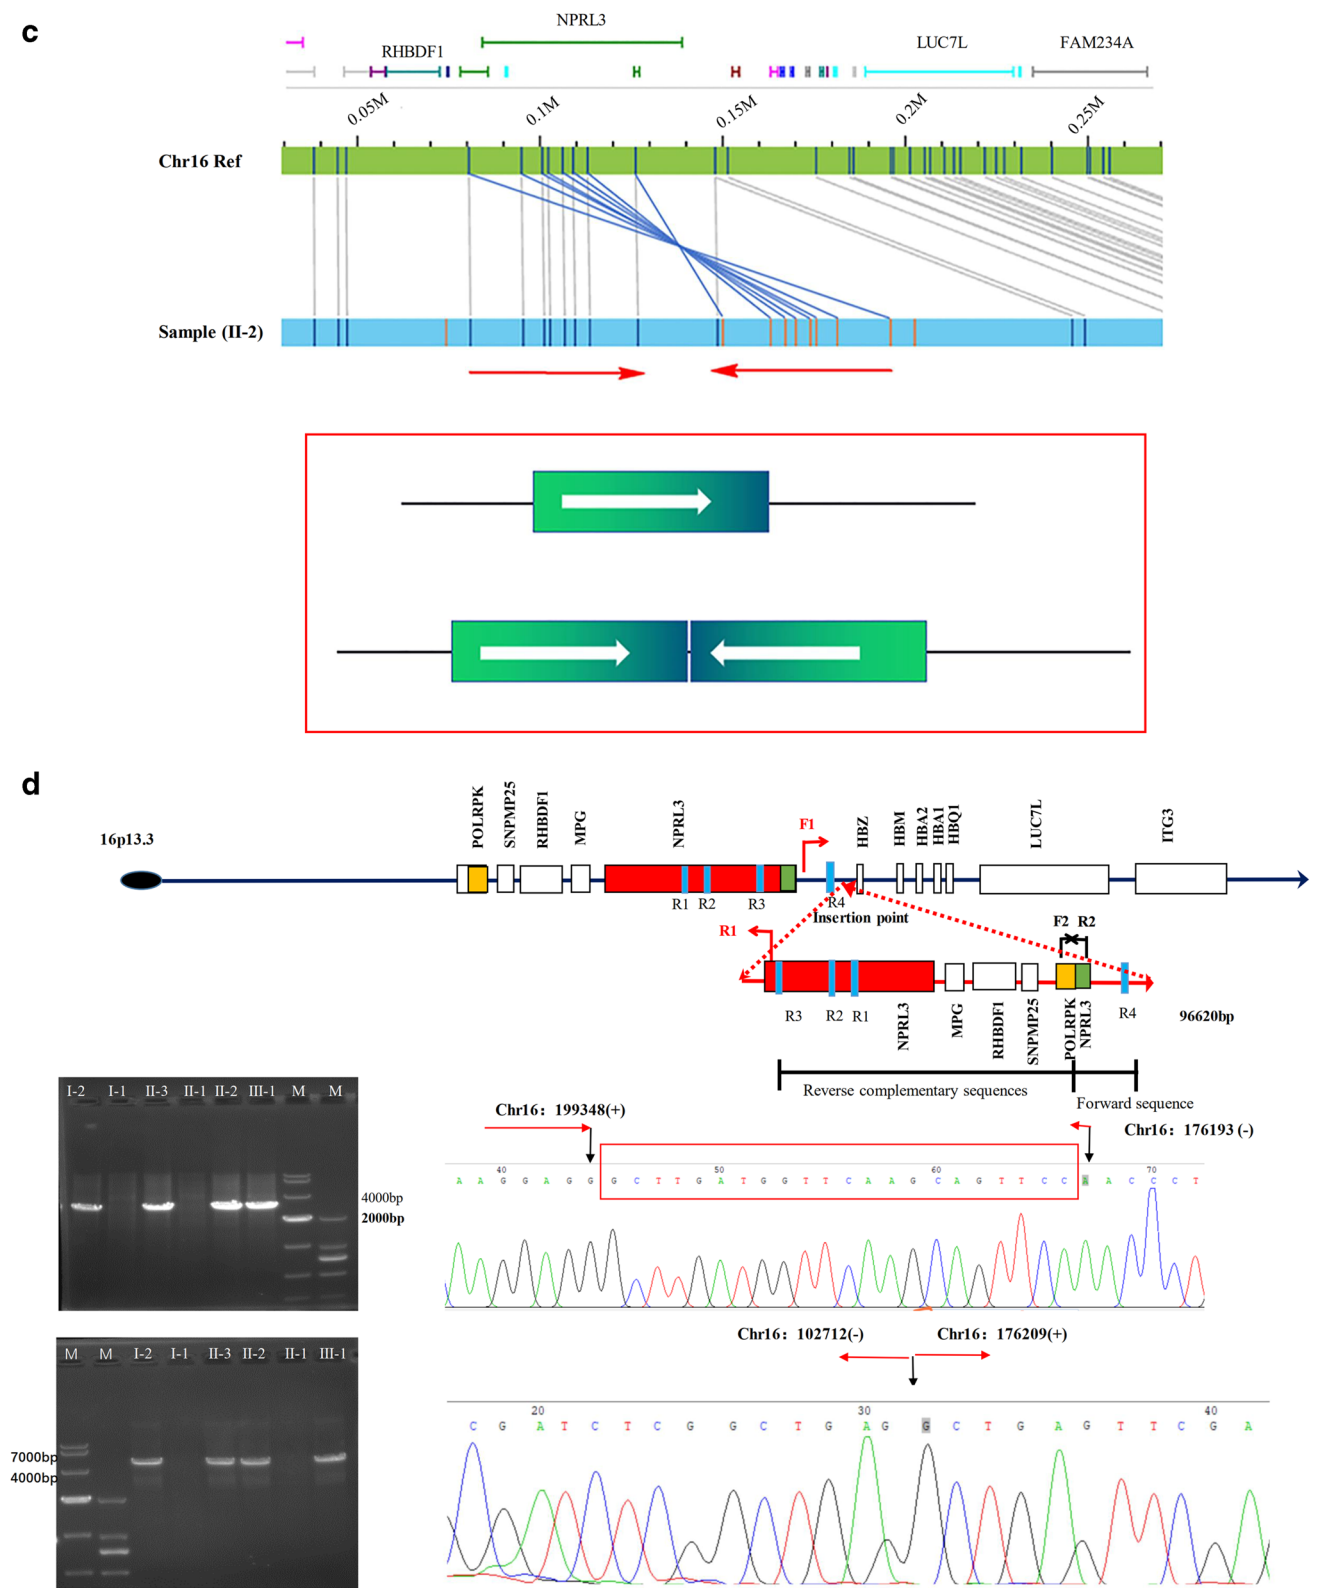 c
NPRL3
RHBDF1
LUC7L
FAM234A
0.05M
0.1M
0.15M
0.2M
0.25M
Chr16 Ref
Sample (II-2)
d
16p13.3
POLRPK
SNPMP25
RHBDF1
MPG
NPRL3
F1
HBZ
HBM
HBA2
HBA1
HBQ1
LUC7L
ITG3
R1
R2
R3
R4
Insertion point
R1
F2
R2
R3
R2
R1
NPRL3
MPG
RHBDF1
SNPMP25
POLRPK
NPRL3
R4
96620bp
Reverse complementary sequences
Forward sequence
I-2 I-1 II-3 II-1 II-2 III-1 M M
4000bp
2000bp
Chr16: 199348(+)
Chr16: 176193 (-)
40 50 60 70
A A G G A G G G C T T G A T G G T T C A A G C A G T T C C A A C C C T
M M I-2 I-1 II-3 II-2 II-1 III-1
7000bp
4000bp
Chr16: 102712(-)
Chr16: 176209(+)
20 30 40
C G A T C T C G G C T G A G G C T G A G T T C G A